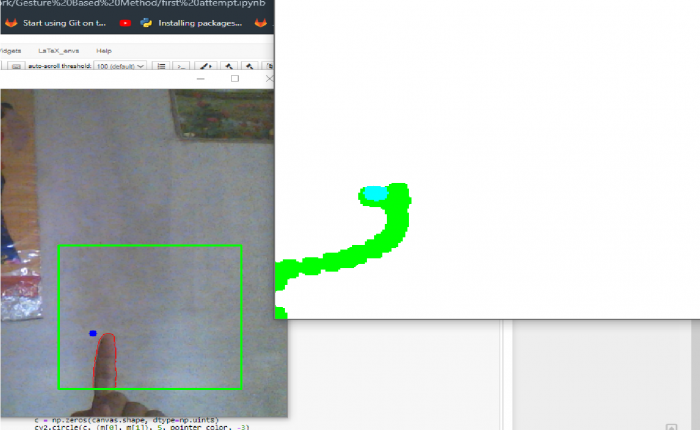 ark/Gesture%20Based%20Method/first%20attempt.ipynb
Start using Git on t... Installing packages...
Widgets LaTeX_envs Help
auto-scroll threshold: 100 (default)
c = np.zeros(canvas.shape, dtype=np.uint8)
cv2.circle(c, (m[0], m[1]), 5, pointer_color, -3)